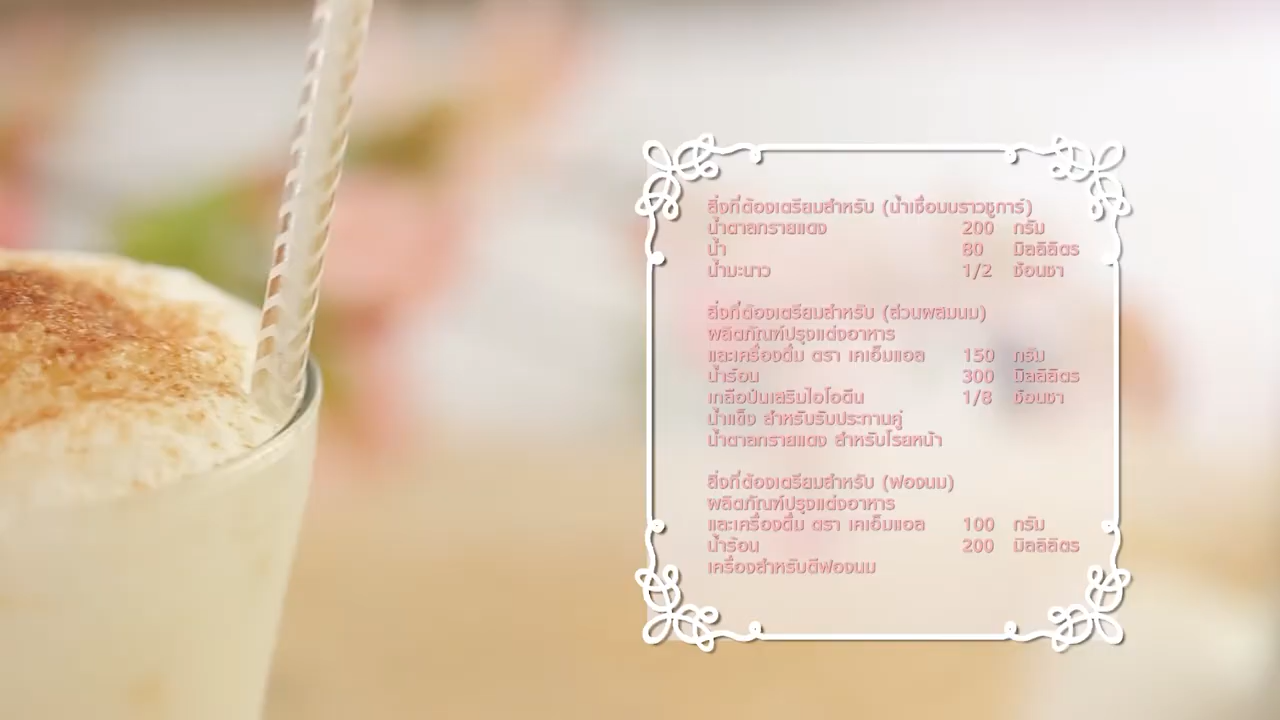 สิ่งที่ต้องเตรียมสำหรับ (น้ำเชื่อมบราวชูการ์)
น้ำตาลทรายแดง 200 กรัม
น้ำ 80 มิลลิลิตร
น้ำมะนาว 1/2 ช้อนชา
สิ่งที่ต้องเตรียมสำหรับ (ส่วนผสมนม)
ผลิตภัณฑ์ปรุงแต่งอาหาร
และเครื่องดื่ม ตรา เคเอ็มแอล 150 กรัม
น้ำร้อน 300 มิลลิลิตร
เกลือป่นเสริมไอโอดีน 1/8 ช้อนชา
น้ำแข็ง สำหรับรับประทานคู่
น้ำตาลทรายแดง สำหรับโรยหน้า
สิ่งที่ต้องเตรียมสำหรับ (ฟองนม)
ผลิตภัณฑ์ปรุงแต่งอาหาร
และเครื่องดื่ม ตรา เคเอ็มแอล 100 กรัม
น้ำร้อน 200 มิลลิลิตร
เครื่องสำหรับตีฟองนม